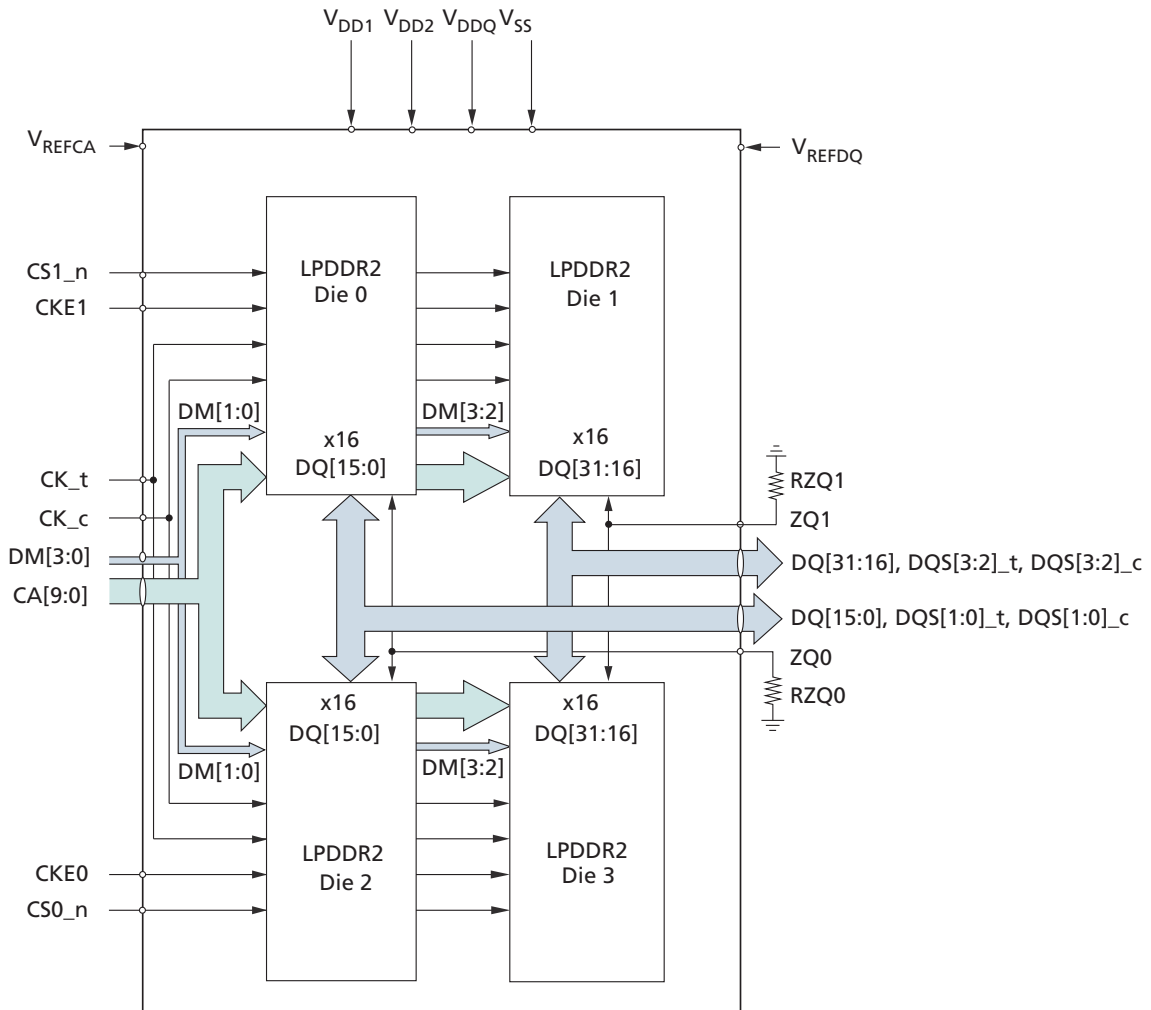 VDD1 VDD2 VDDQ VSS
VREFCA
VREFDQ
CS1_n
CKE1
LPDDR2
Die 0
LPDDR2
Die 1
DM[1:0]
DM[3:2]
x16
DQ[15:0]
x16
DQ[31:16]
CK_t
CK_c
DM[3:0]
CA[9:0]
RZQ1
ZQ1
DQ[31:16], DQS[3:2]_t, DQS[3:2]_c
DQ[15:0], DQS[1:0]_t, DQS[1:0]_c
ZQ0
RZQ0
x16
DQ[15:0]
x16
DQ[31:16]
DM[1:0]
DM[3:2]
LPDDR2
Die 2
LPDDR2
Die 3
CKE0
CS0_n